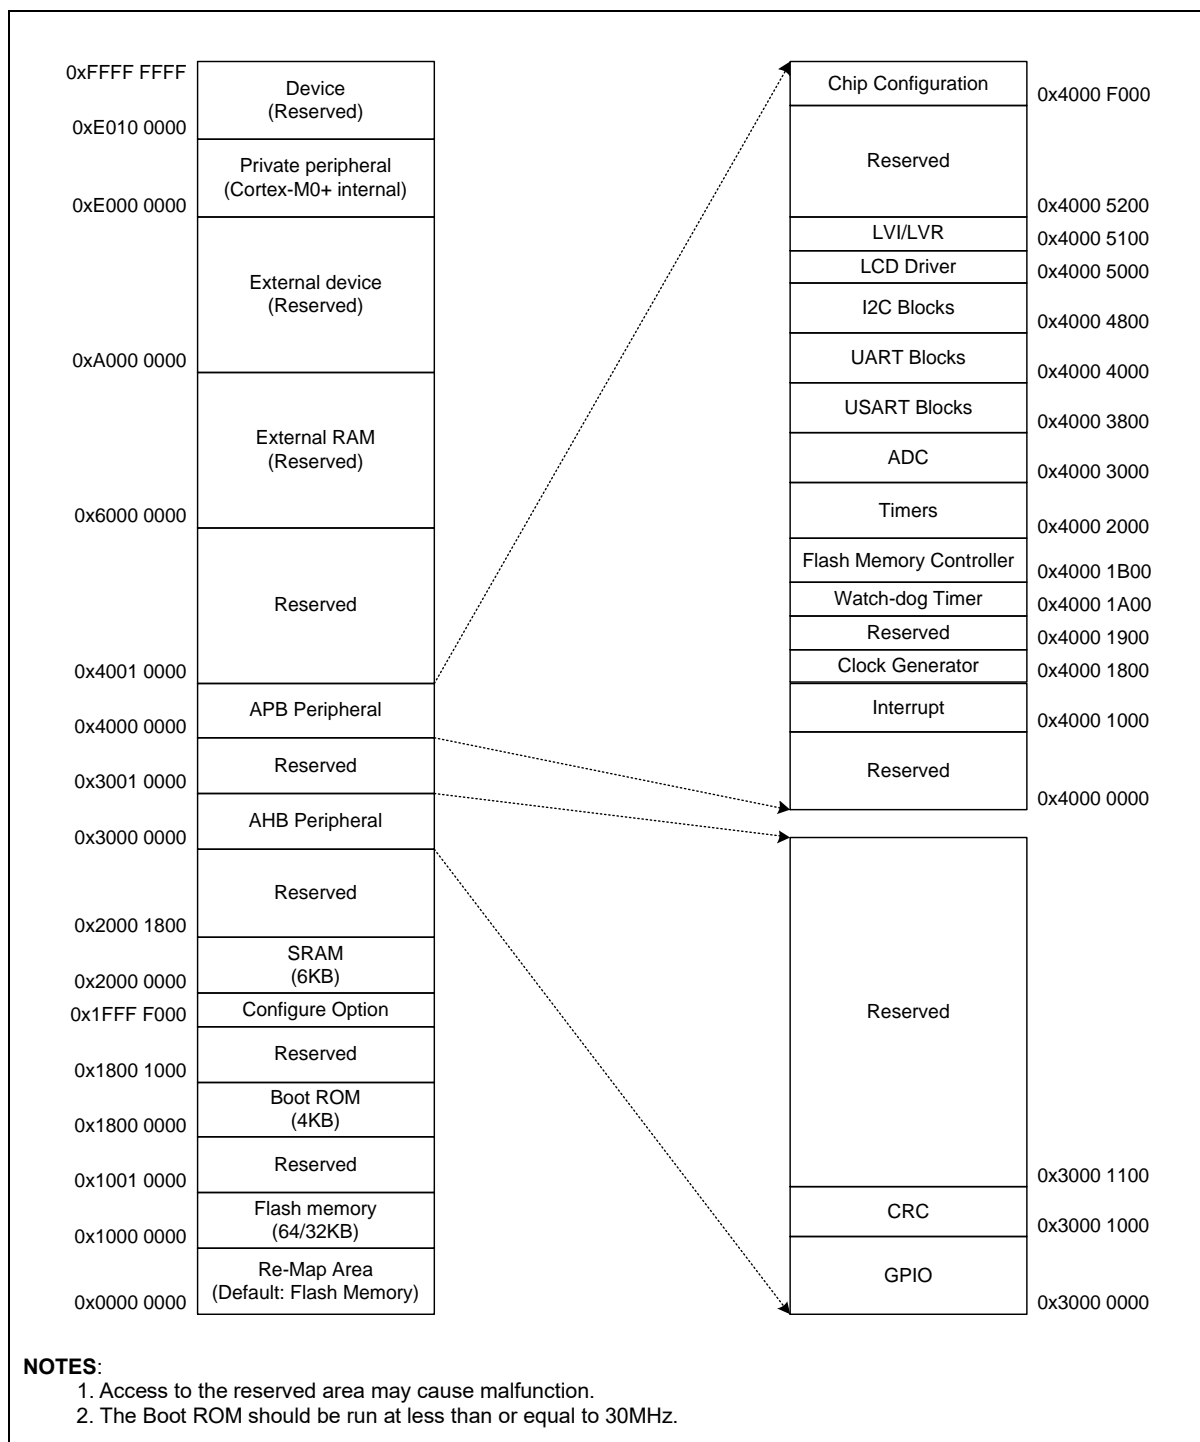 0xFFFF FFFF
Device
(Reserved)
0xE010 0000
Private peripheral
(Cortex-M0+ internal)
0xE000 0000
External device
(Reserved)
0xA000 0000
External RAM
(Reserved)
0x6000 0000
Reserved
0x4001 0000
APB Peripheral
0x4000 0000
Reserved
0x3001 0000
AHB Peripheral
0x3000 0000
Reserved
0x2000 1800
SRAM
(6KB)
0x2000 0000
Configure Option
0x1FFF F000
Reserved
0x1800 1000
Boot ROM
(4KB)
0x1800 0000
Reserved
0x1001 0000
Flash memory
(64/32KB)
0x1000 0000
Re-Map Area
(Default: Flash Memory)
0x0000 0000
Chip Configuration
0x4000 F000
Reserved
0x4000 5200
LVI/LVR
0x4000 5100
LCD Driver
0x4000 5000
I2C Blocks
0x4000 4800
UART Blocks
0x4000 4000
USART Blocks
0x4000 3800
ADC
0x4000 3000
Timers
0x4000 2000
Flash Memory Controller
0x4000 1B00
Watch-dog Timer
0x4000 1A00
Reserved
0x4000 1900
Clock Generator
0x4000 1800
Interrupt
0x4000 1000
Reserved
0x4000 0000
Reserved
0x3000 1100
CRC
0x3000 1000
GPIO
0x3000 0000
NOTES:
1. Access to the reserved area may cause malfunction.
2. The Boot ROM should be run at less than or equal to 30MHz.